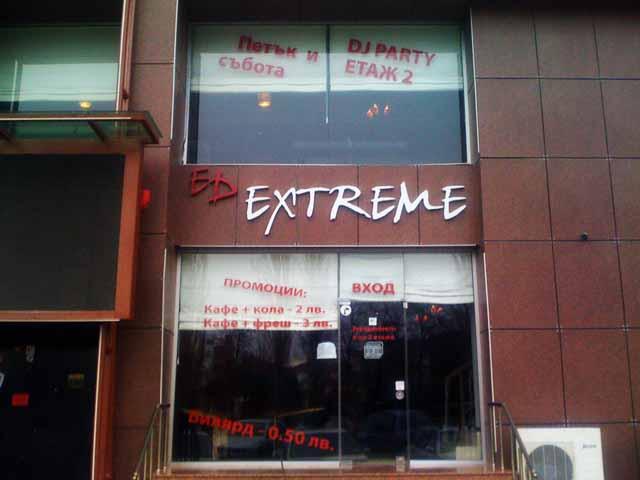 Петък и
събота
DJ PARTY
ЕТАЖ 2
ED EXTREME
ПРОМОЦИИ:
Кафе + кола - 2 лв.
Кафе + фреш - 3 лв.
ВХОД
Билярд - 0.50 лв.